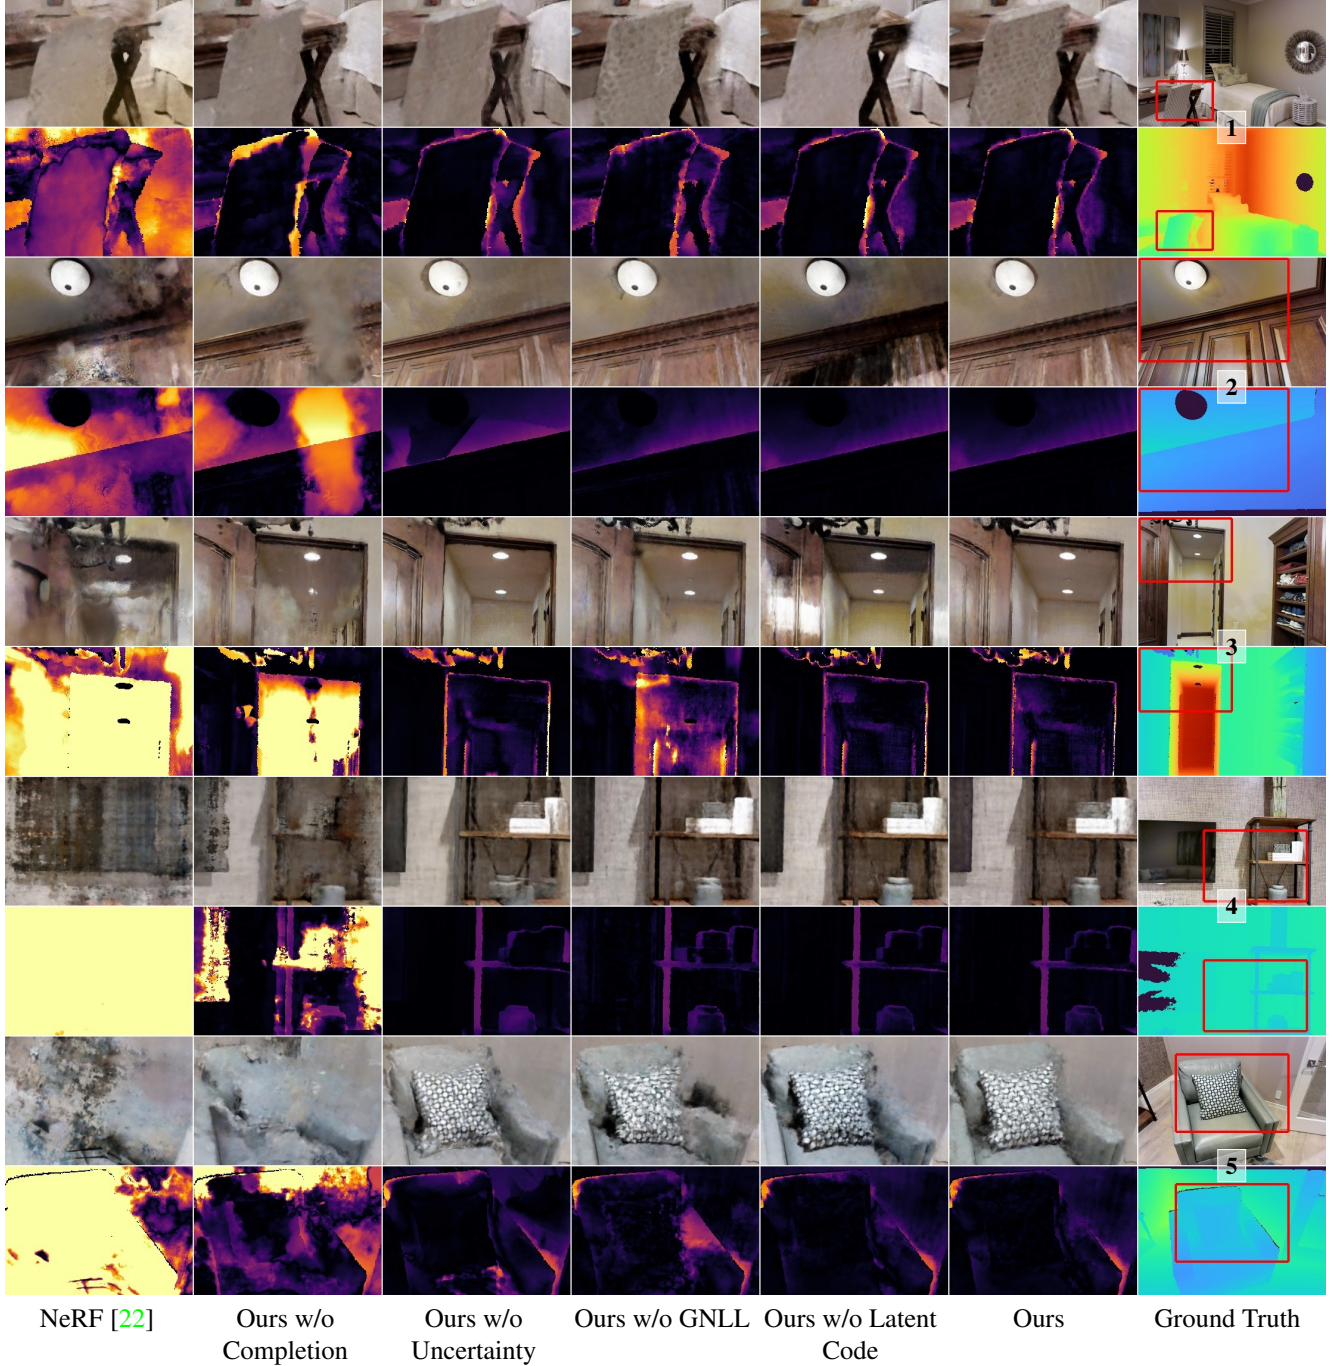 1
2
3
4
5
NeRF [22]
Ours w/o Completion
Ours w/o Uncertainty
Ours w/o GNLL
Ours w/o Latent Code
Ours
Ground Truth